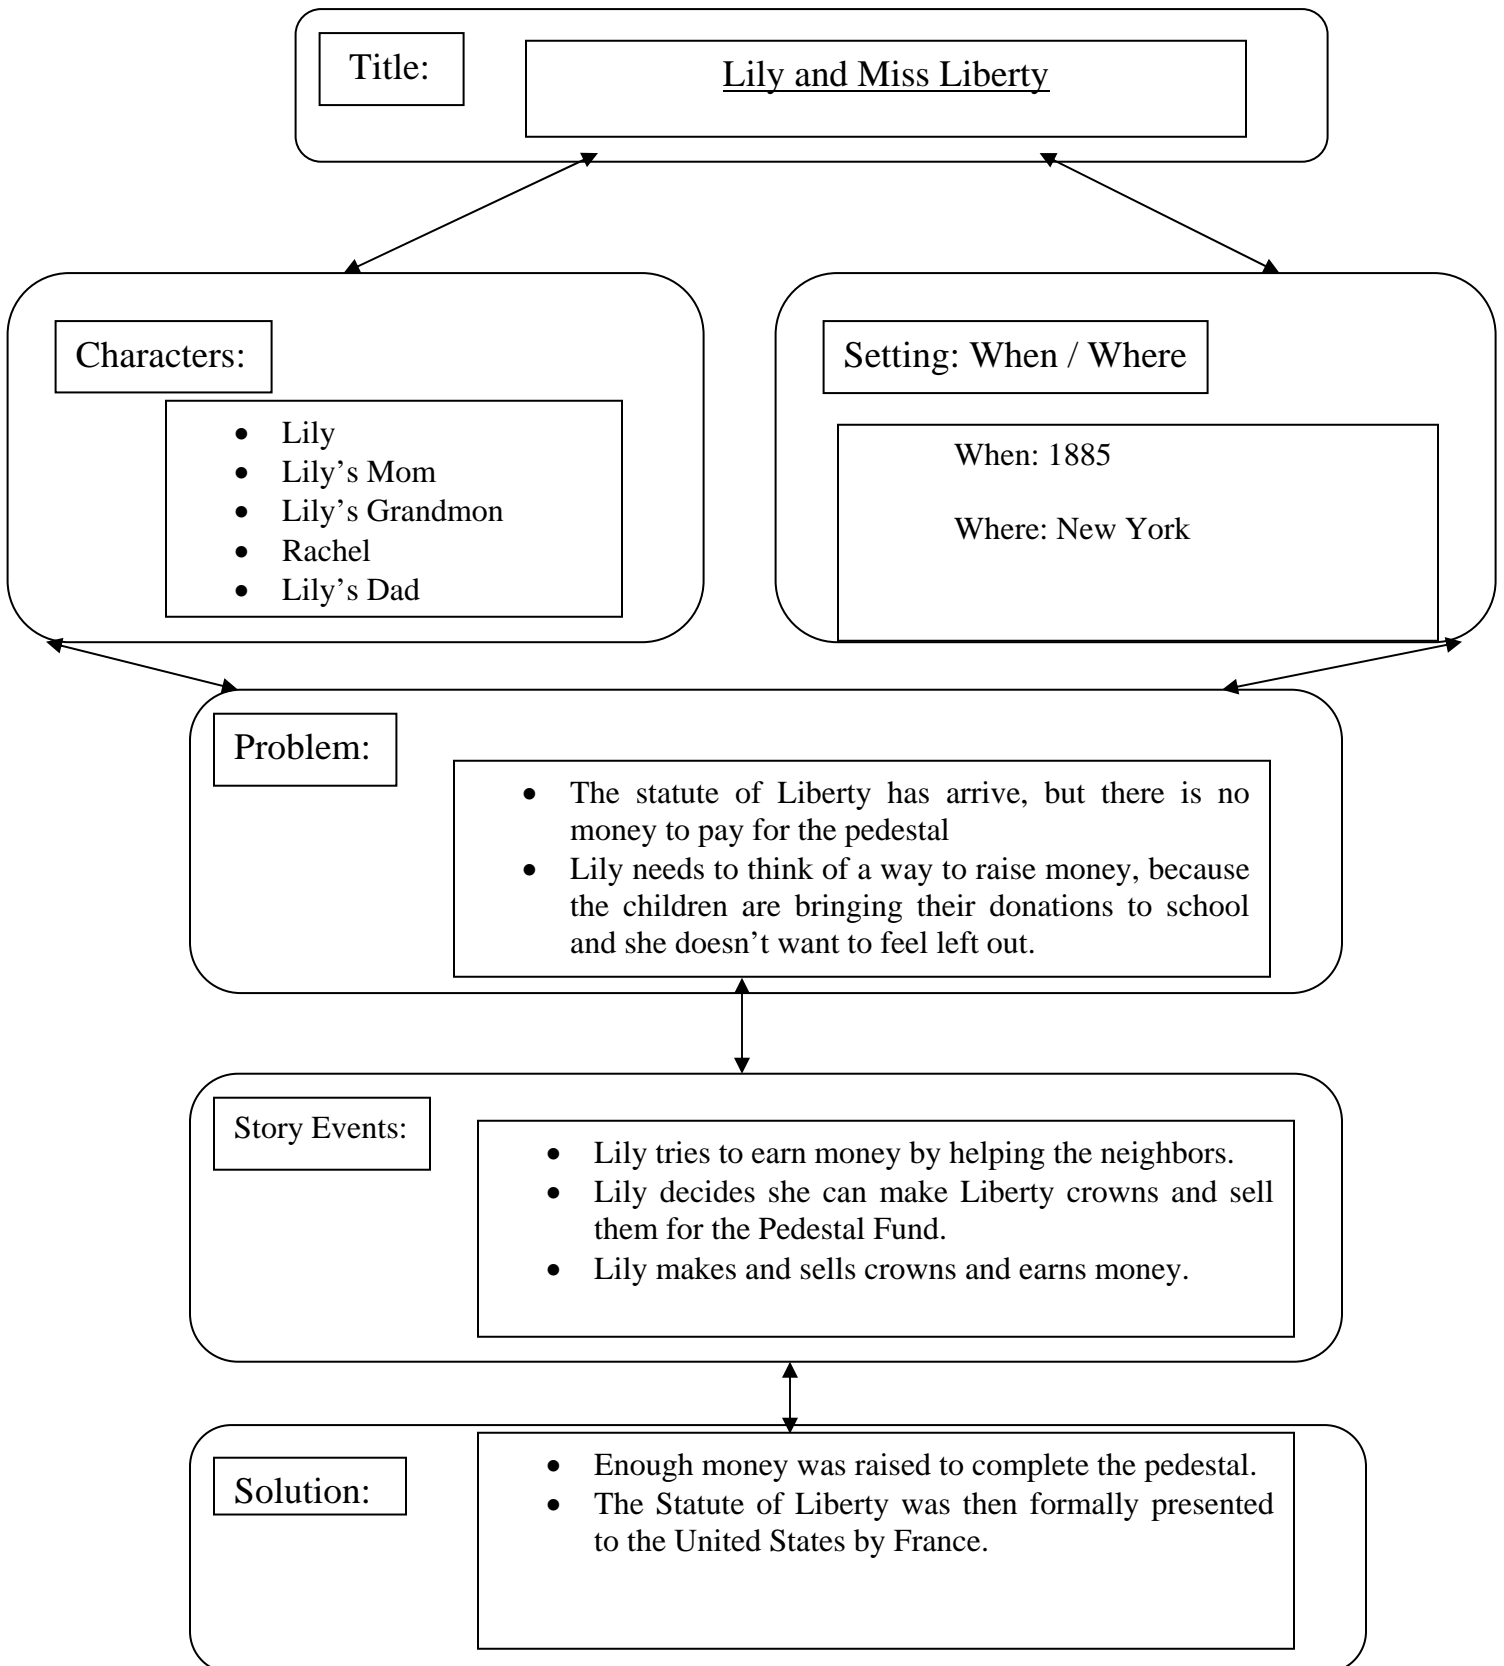 Title:
Lily and Miss Liberty
Characters:
• Lily
• Lily’s Mom
• Lily’s Grandmon
• Rachel
• Lily’s Dad
Setting: When / Where
When: 1885
Where: New York
Problem:
• The statute of Liberty has arrive, but there is no
money to pay for the pedestal
• Lily needs to think of a way to raise money, because
the children are bringing their donations to school
and she doesn’t want to feel left out.
Story Events:
• Lily tries to earn money by helping the neighbors.
• Lily decides she can make Liberty crowns and sell
them for the Pedestal Fund.
• Lily makes and sells crowns and earns money.
Solution:
• Enough money was raised to complete the pedestal.
• The Statute of Liberty was then formally presented
to the United States by France.